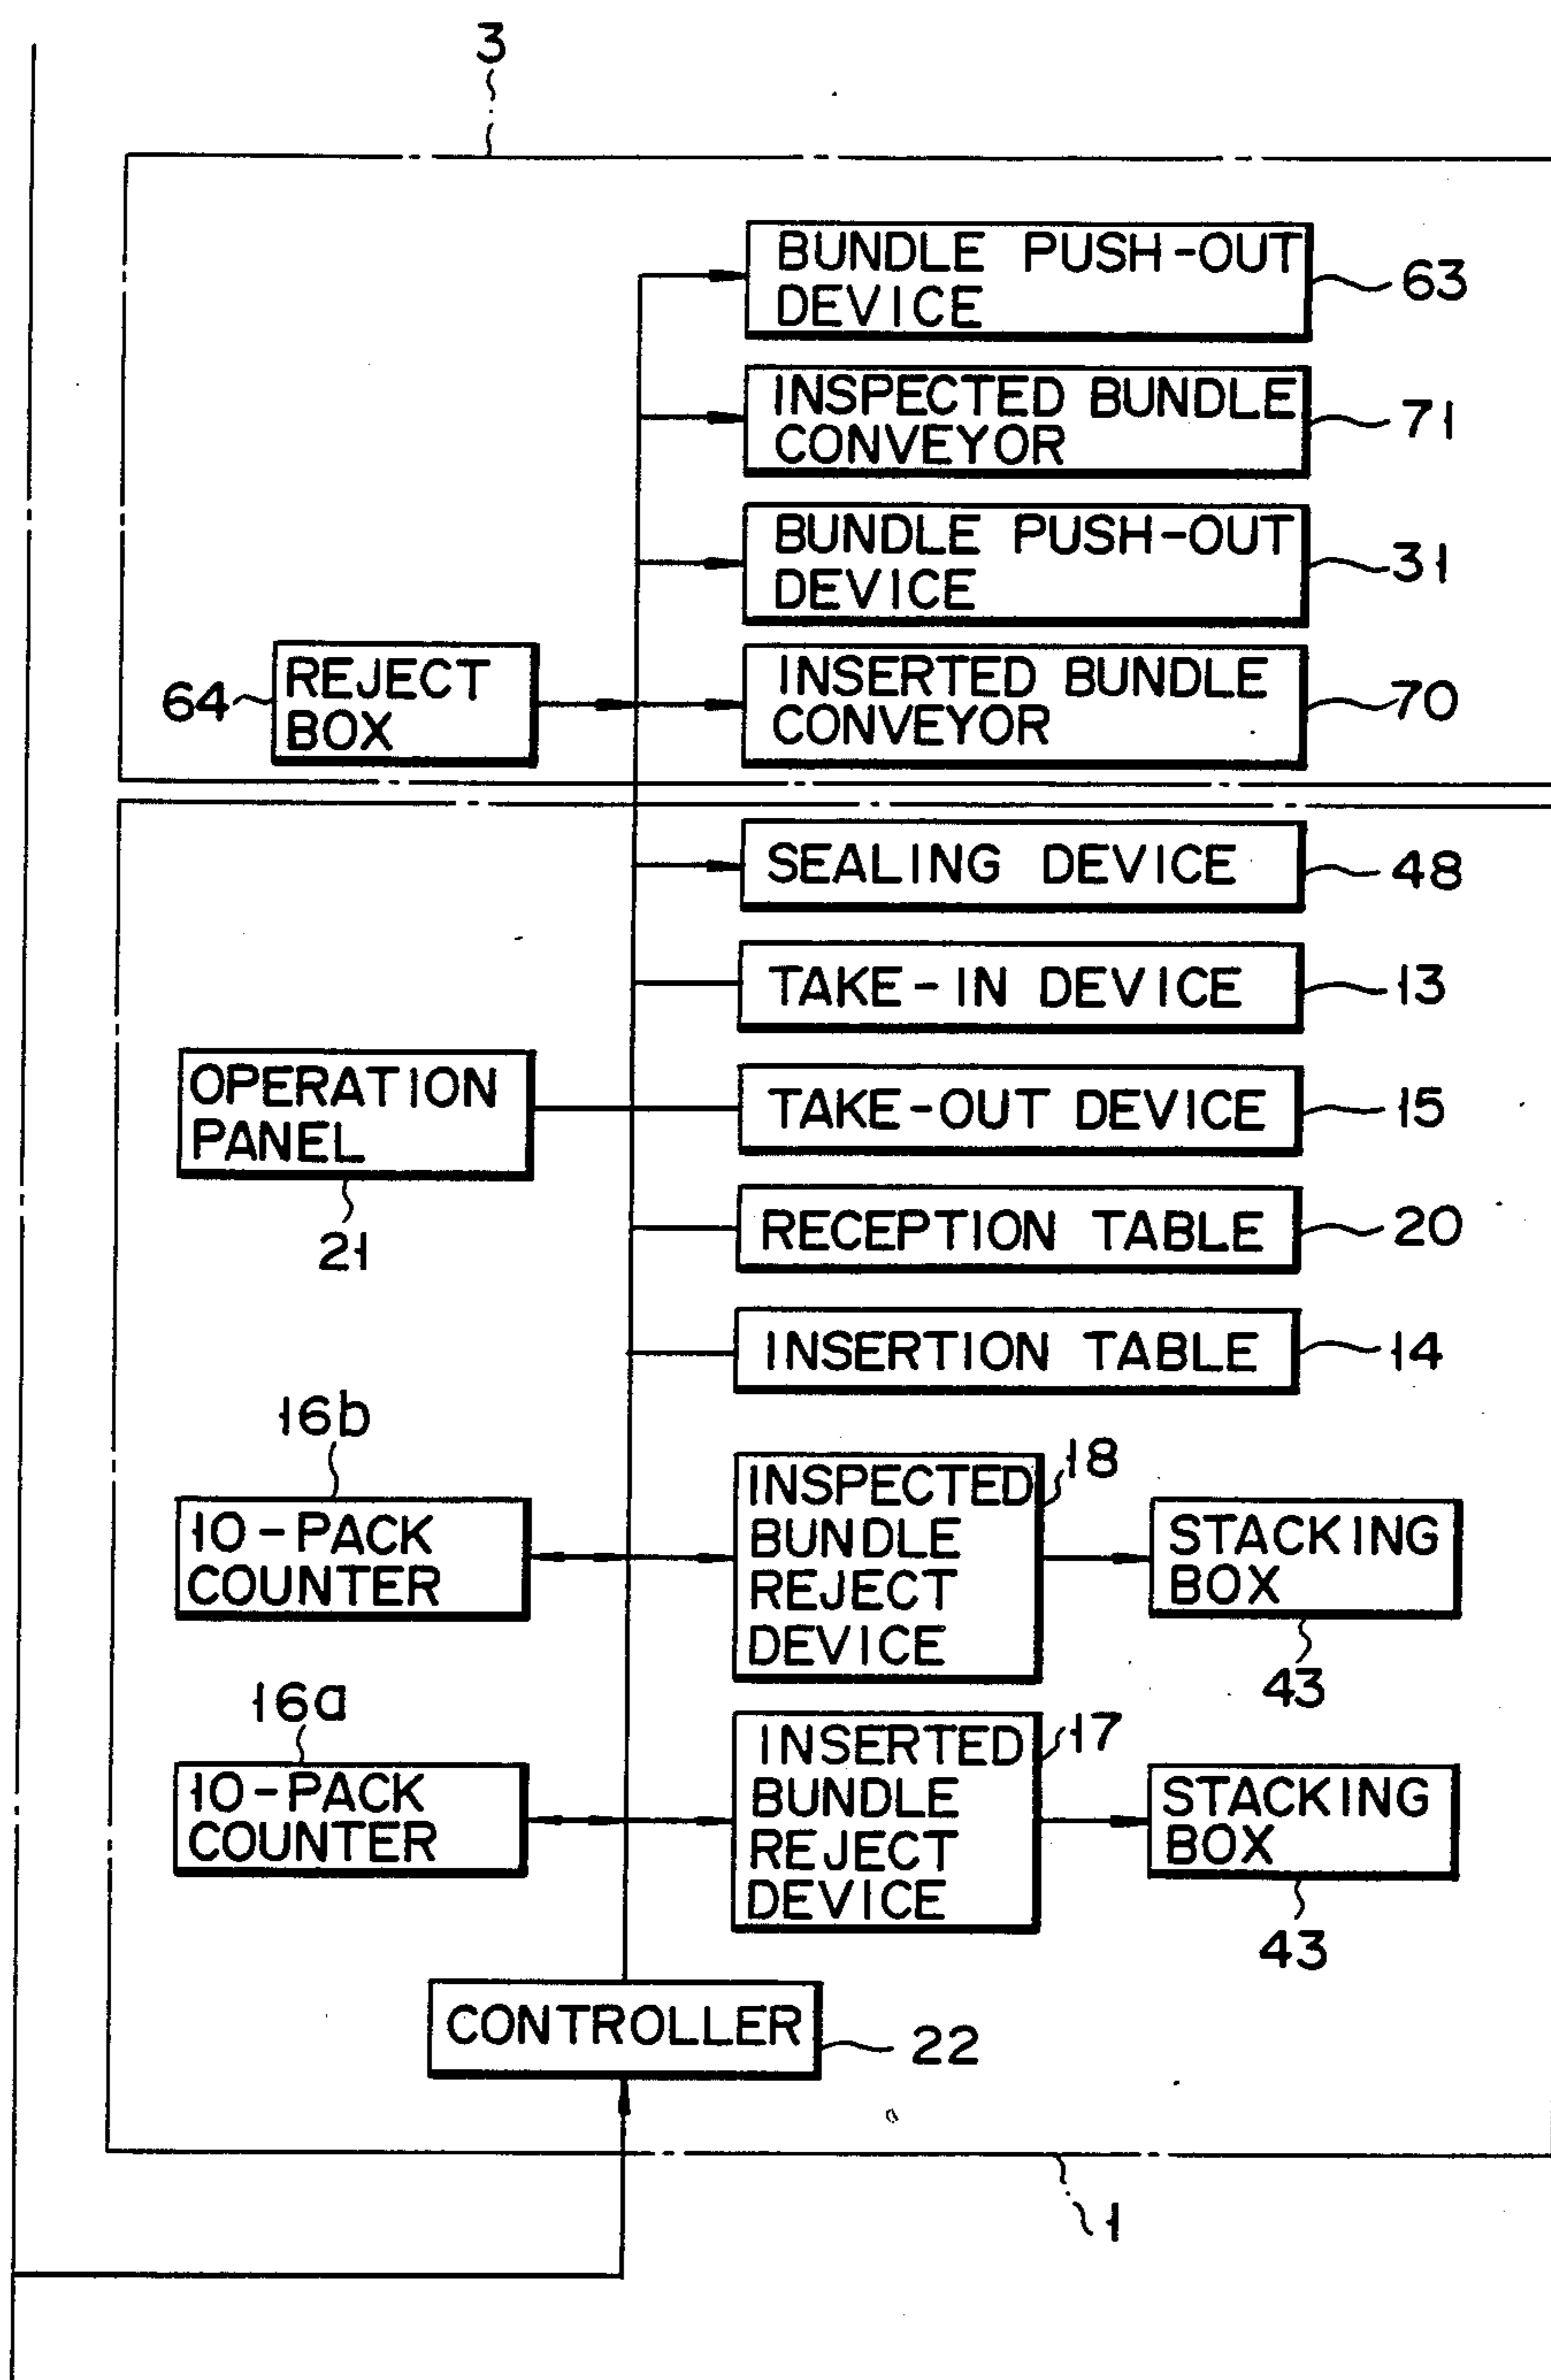 3
BUNDLE PUSH-OUT
DEVICE
63
INSPECTED BUNDLE
CONVEYOR
71
BUNDLE PUSH-OUT
DEVICE
31
REJECT
BOX
64
INSERTED BUNDLE
CONVEYOR
70
SEALING DEVICE
48
TAKE-IN DEVICE
13
OPERATION
PANEL
21
TAKE-OUT DEVICE
15
RECEPTION TABLE
20
INSERTION TABLE
14
16b
10-PACK
COUNTER
INSPECTED
BUNDLE
REJECT
DEVICE
18
STACKING
BOX
43
16a
10-PACK
COUNTER
INSERTED
BUNDLE
REJECT
DEVICE
17
STACKING
BOX
43
CONTROLLER
22
1